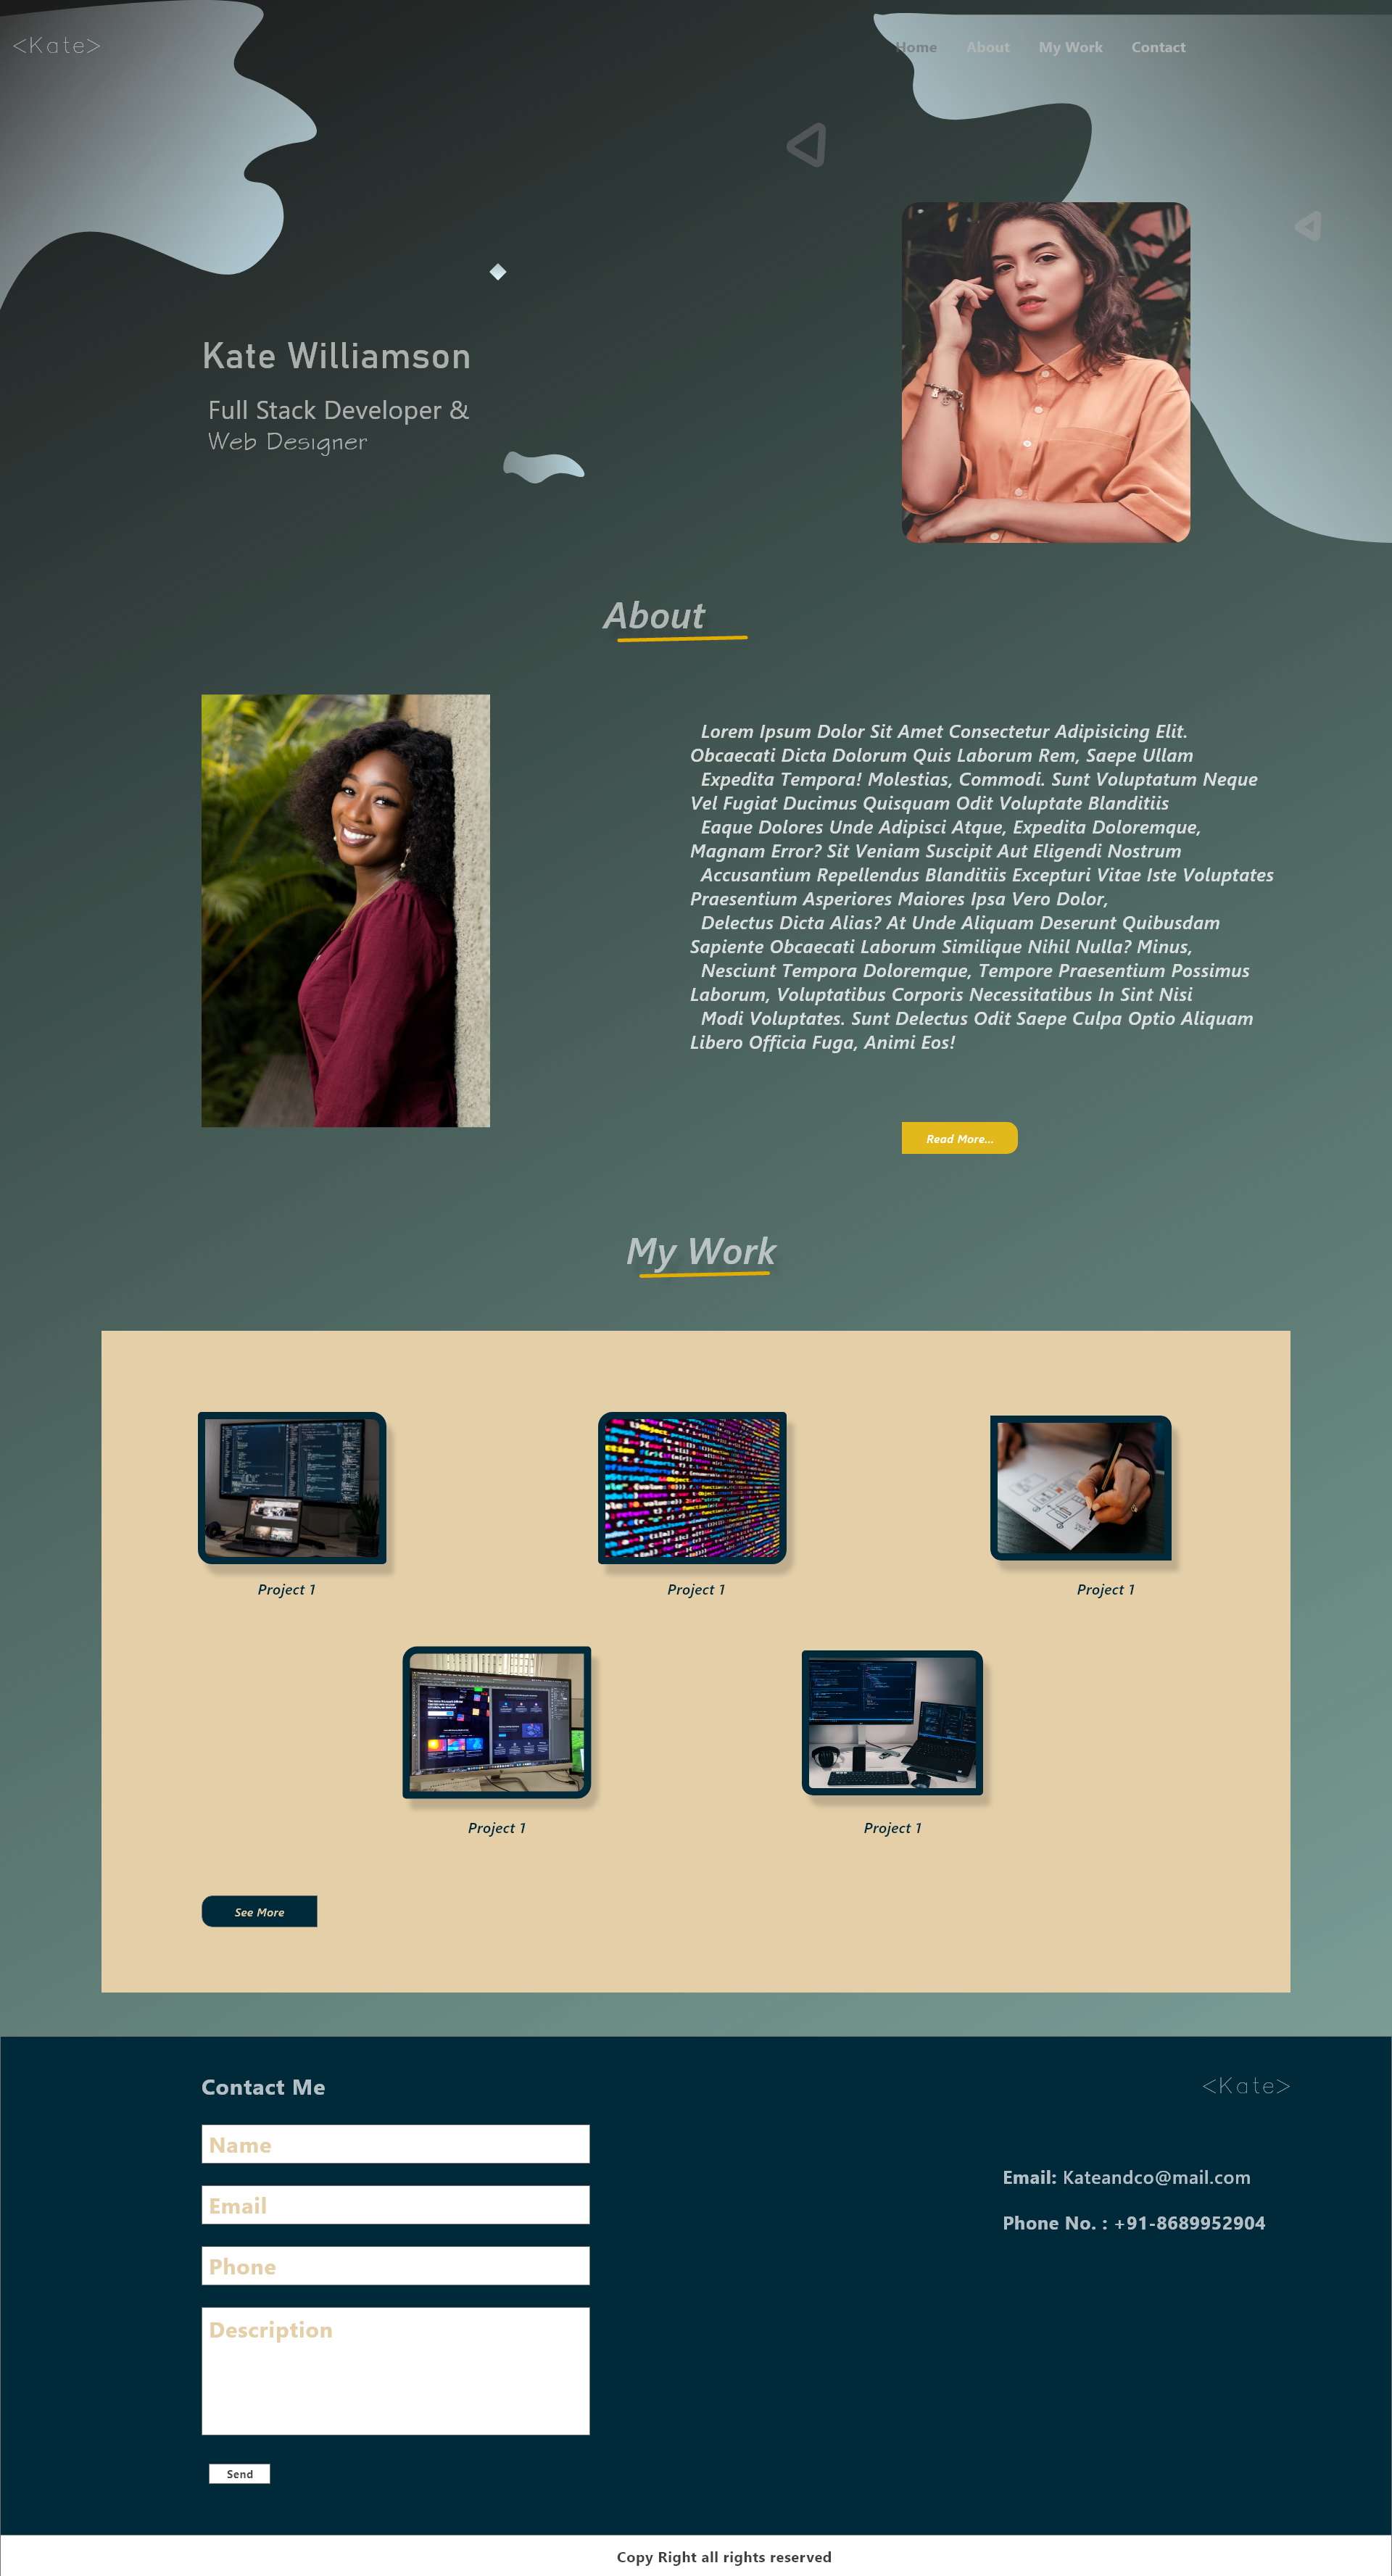 <Kate>
Home About My Work Contact
Kate Williamson
Full Stack Developer &
Web Designer
About
Lorem Ipsum Dolor Sit Amet Consectetur Adipisicing Elit.
Obcaecati Dicta Dolorum Quis Laborum Rem, Saepe Ullam
Expedita Tempora! Molestias, Commodi. Sunt Voluptatum Neque
Vel Fugiat Ducimus Quisquam Odit Voluptate Blanditiis
Eaque Dolores Unde Adipisci Atque, Expedita Doloremque,
Magnam Error? Sit Veniam Suscipit Aut Eligendi Nostrum
Accusantium Repellendus Blanditiis Excepturi Vitae Iste Voluptates
Praesentium Asperiores Maiores Ipsa Vero Dolor,
Delectus Dicta Alias? At Unde Aliquam Deserunt Quibusdam
Sapiente Obcaecati Laborum Similique Nihil Nulla? Minus,
Nesciunt Tempora Doloremque, Tempore Praesentium Possimus
Laborum, Voluptatibus Corporis Necessitatibus In Sint Nisi
Modi Voluptates. Sunt Delectus Odit Saepe Culpa Optio Aliquam
Libero Officia Fuga, Animi Eos!
Read More...
My Work
Project 1
Project 1
Project 1
Project 1
Project 1
See More
Contact Me
<Kate>
Name
Email
Phone
Description
Send
Email: Kateandco@mail.com
Phone No. : +91-8689952904
Copy Right all rights reserved